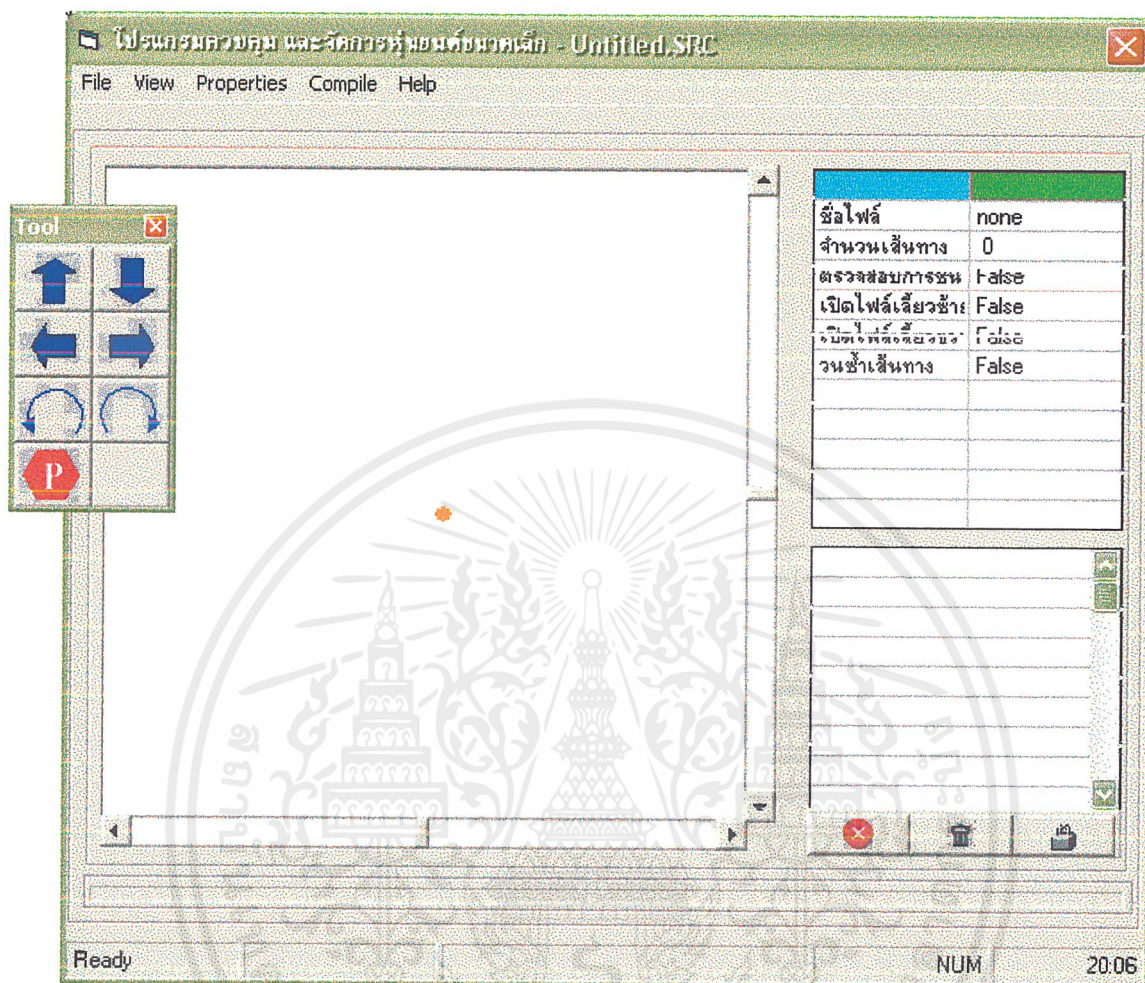 โปรแกรมควบคุม และจัดการหุ่นยนต์ขนาดเล็ก - Untitled.SRC
File View Properties Compile Help
Tool
P
ชื่อไฟล์ none
จำนวนเส้นทาง 0
ตรวจสอบการชน False
เปิดไฟล์เลี้ยวซ้าย False
False
วนซ้ำเส้นทาง False
Ready NUM 20:06